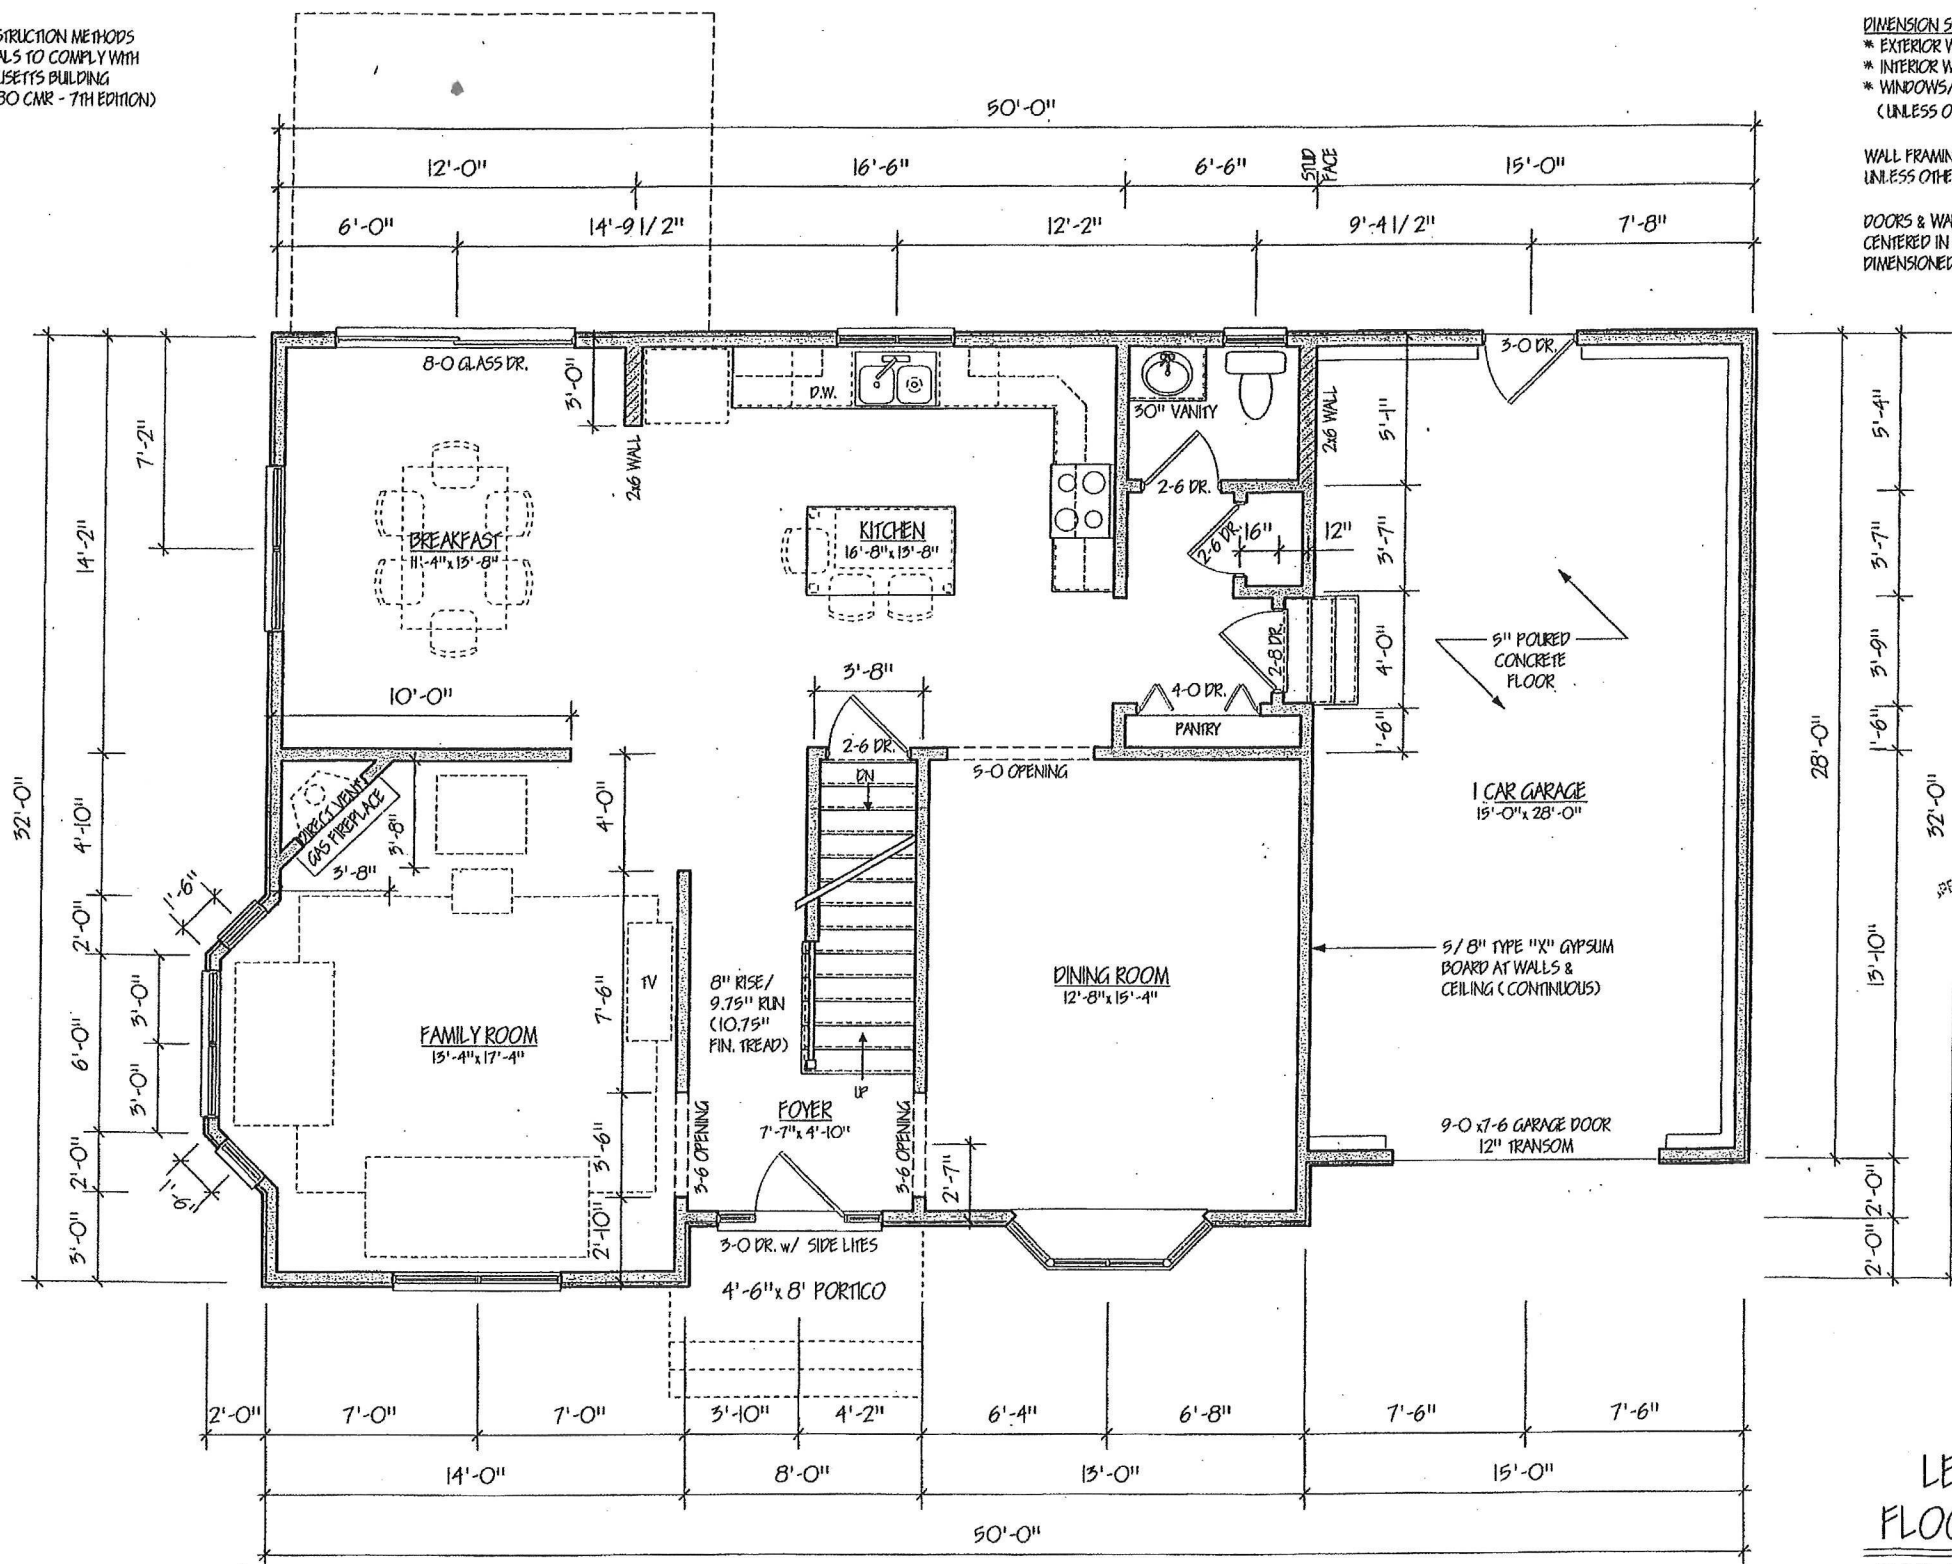 STRUCTION METHODS
ALS TO COMPLY WITH
USETTS BUILDING
30 CMR - 7TH EDITION)
DIMENSION S
* EXTERIOR W
* INTERIOR W
* WINDOWS/
(UNLESS O
WALL FRAMIN
UNLESS OTHE
DOORS & WA
CENTERED IN
DIMENSIONED
50'-0"
12'-0"
16'-6"
6'-6"
STUD
FACE
15'-0"
6'-0"
14'-9 1/2"
12'-2"
9'-4 1/2"
7'-8"
8-0 GLASS DR.
3'-0"
2x6 WALL
D.W.
30" VANITY
2-6 DR.
2x6 WALL
3-0 DR.
5'-1"
5'-4"
7'-2"
14'-2"
BREAKFAST
11'-4" x 13'-8"
KITCHEN
16'-8" x 13'-8"
2-6 DR.
16"
12"
3'-7"
3'-7"
2-8 DR.
4'-0"
3'-9"
5" POURED
CONCRETE
FLOOR
10'-0"
3'-8"
4-0 DR.
PANTRY
1'-6"
1'-6"
2-6 DR.
DN
5-0 OPENING
28'-0"
32'-0"
32'-0"
4'-10"
DIRECT VENT
GAS FIREPLACE
3'-8"
3'-8"
4'-0"
1 CAR GARAGE
15'-0" x 28'-0"
1'-6"
2'-0"
3'-0"
6'-0"
3'-0"
2'-0"
1'-6"
3'-0"
FAMILY ROOM
13'-4" x 17'-4"
TV
7'-6"
8" RISE/
9.75" RUN
(10.75"
FIN. TREAD)
UP
DINING ROOM
12'-8" x 15'-4"
5/8" TYPE "X" GYPSUM
BOARD AT WALLS &
CEILING (CONTINUOUS)
13'-10"
FOYER
7'-7" x 4'-10"
3-6 OPENING
3-6 OPENING
3'-6"
2'-10"
2'-7"
9-0 x7-6 GARAGE DOOR
12" TRANSOM
2'-0"
2'-0"
3-0 DR. w/ SIDE LITES
4'-6" x 8' PORTICO
2'-0"
7'-0"
7'-0"
3'-10"
4'-2"
6'-4"
6'-8"
7'-6"
7'-6"
14'-0"
8'-0"
13'-0"
15'-0"
50'-0"
LE
FLOO